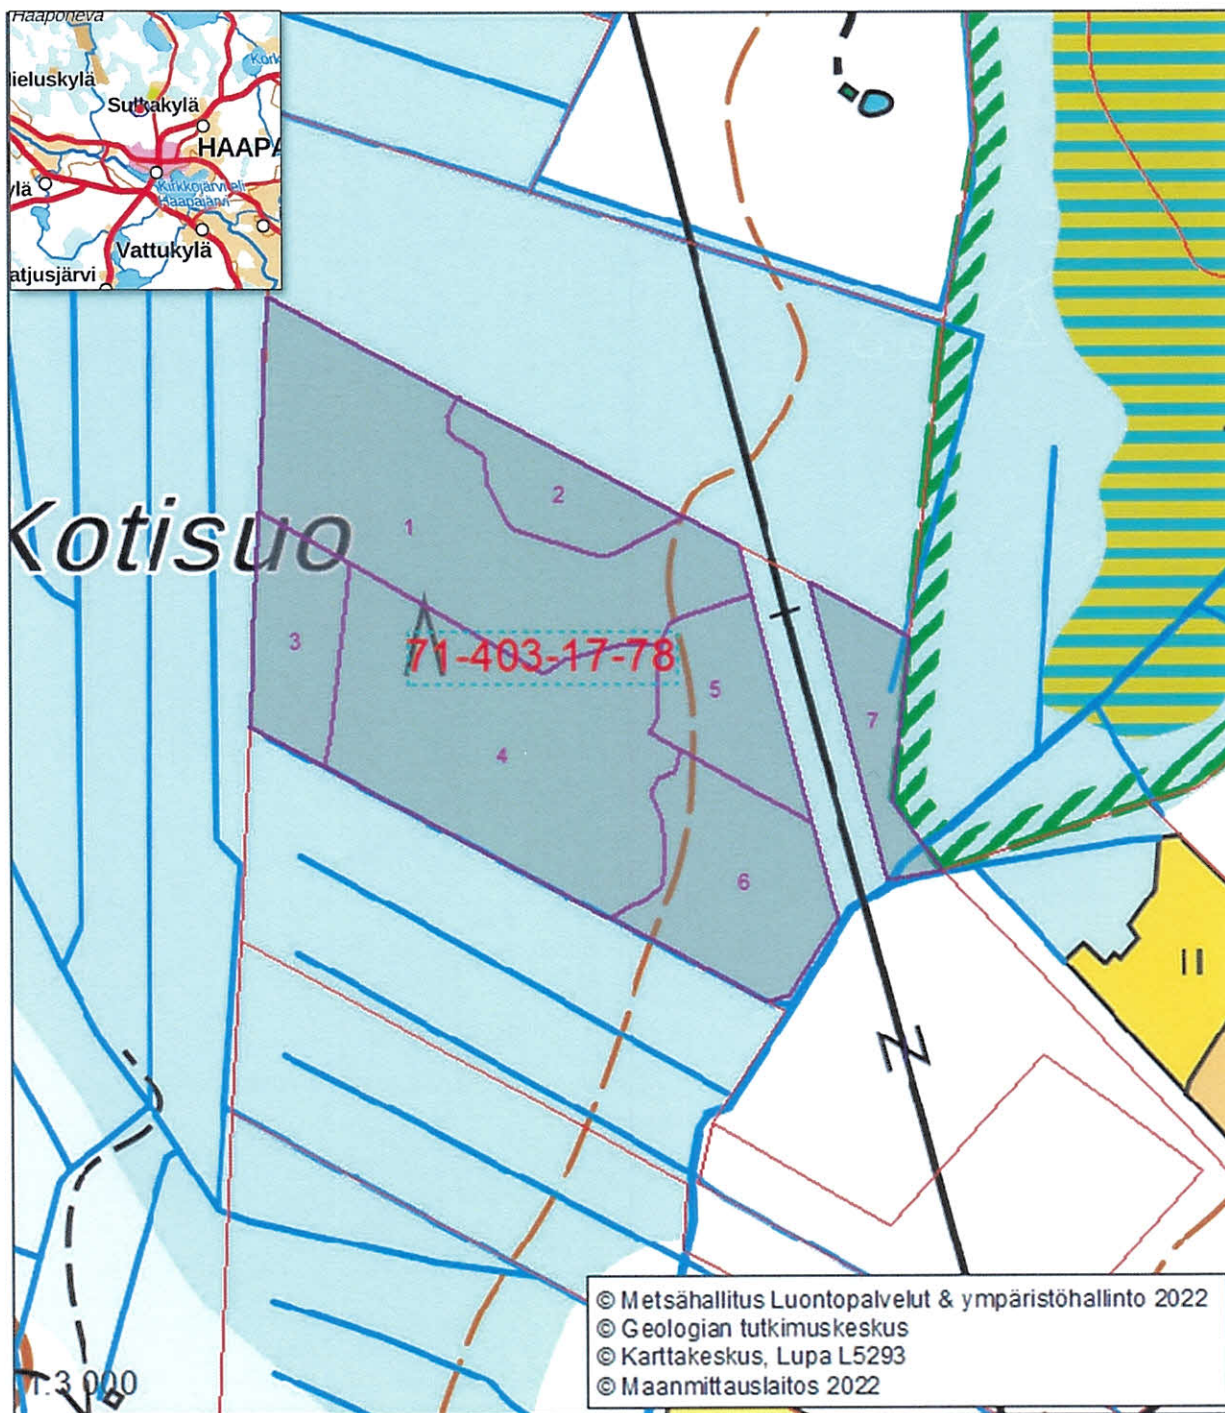 Haaponeva
ieluskylä
Sulkakylä
HAAPA
ylä
Kirkkojärvi eli
Haapajärvi
Vattukylä
atjusjärvi
Kotisuo
1
2
3
71-403-17-78
4
5
6
7
1:3 000
© Metsähallitus Luontopalvelut & ympäristöhallinto 2022
© Geologian tutkimuskeskus
© Karttakeskus, Lupa L5293
© Maanmittauslaitos 2022